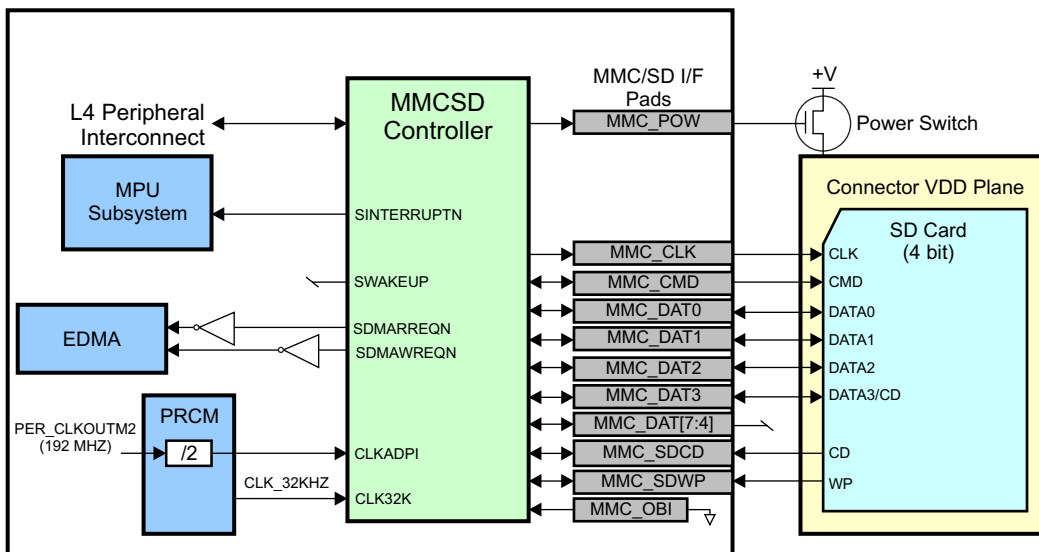 MMC/SD I/F
Pads
+V
MMCSD
Controller
L4 Peripheral
Interconnect
MMC_POW
Power Switch
MPU
Subsystem
Connector VDD Plane
SINTERRUPTN
SD Card
(4 bit)
MMC_CLK
CLK
SWAKEUP
MMC_CMD
CMD
MMC_DAT0
DATA0
EDMA
SDMARREQN
SDMAWREQN
MMC_DAT1
DATA1
MMC_DAT2
DATA2
MMC_DAT3
DATA3/CD
PRCM
MMC_DAT[7:4]
PER_CLKOUTM2
(192 MHZ)
/2
CLKADPI
MMC_SDCD
CD
CLK_32KHZ
MMC_SDWP
WP
CLK32K
MMC_OBI